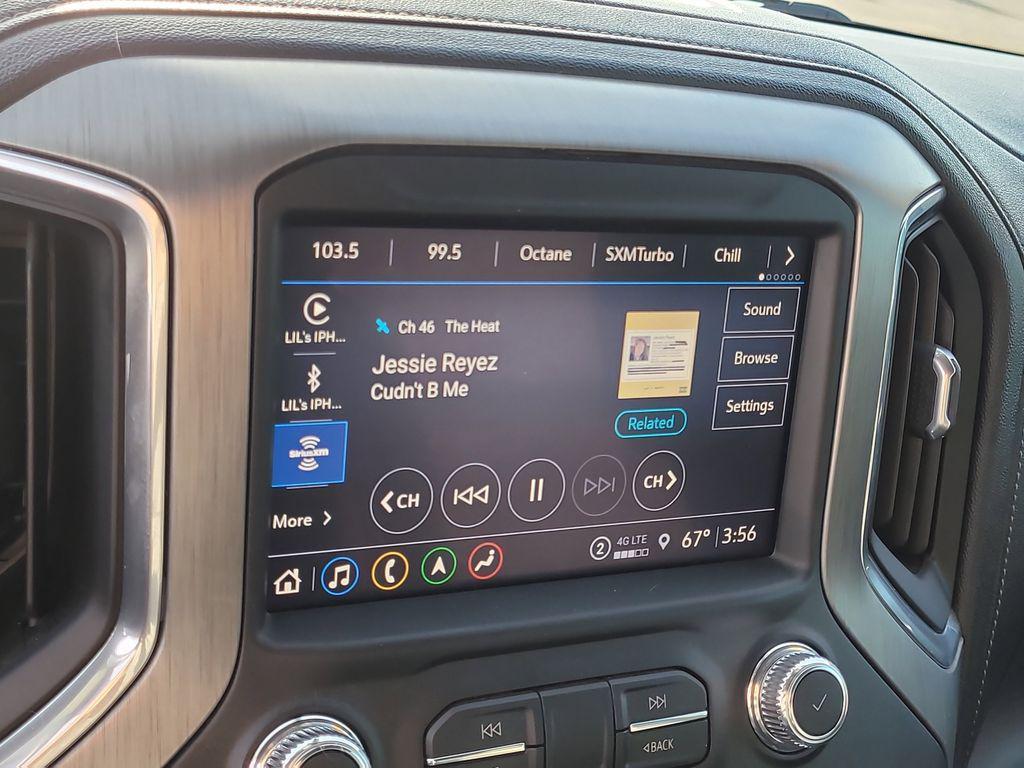 103.5 99.5 Octane SXMTurbo Chill
LIL's IPH...
LIL's IPH...
SiriusXM
More
Ch 46 The Heat
Jessie Reyez
Cudn't B Me
Related
Sound
Browse
Settings
CH CH
2 4G LTE 67° 3:56
◁BACK